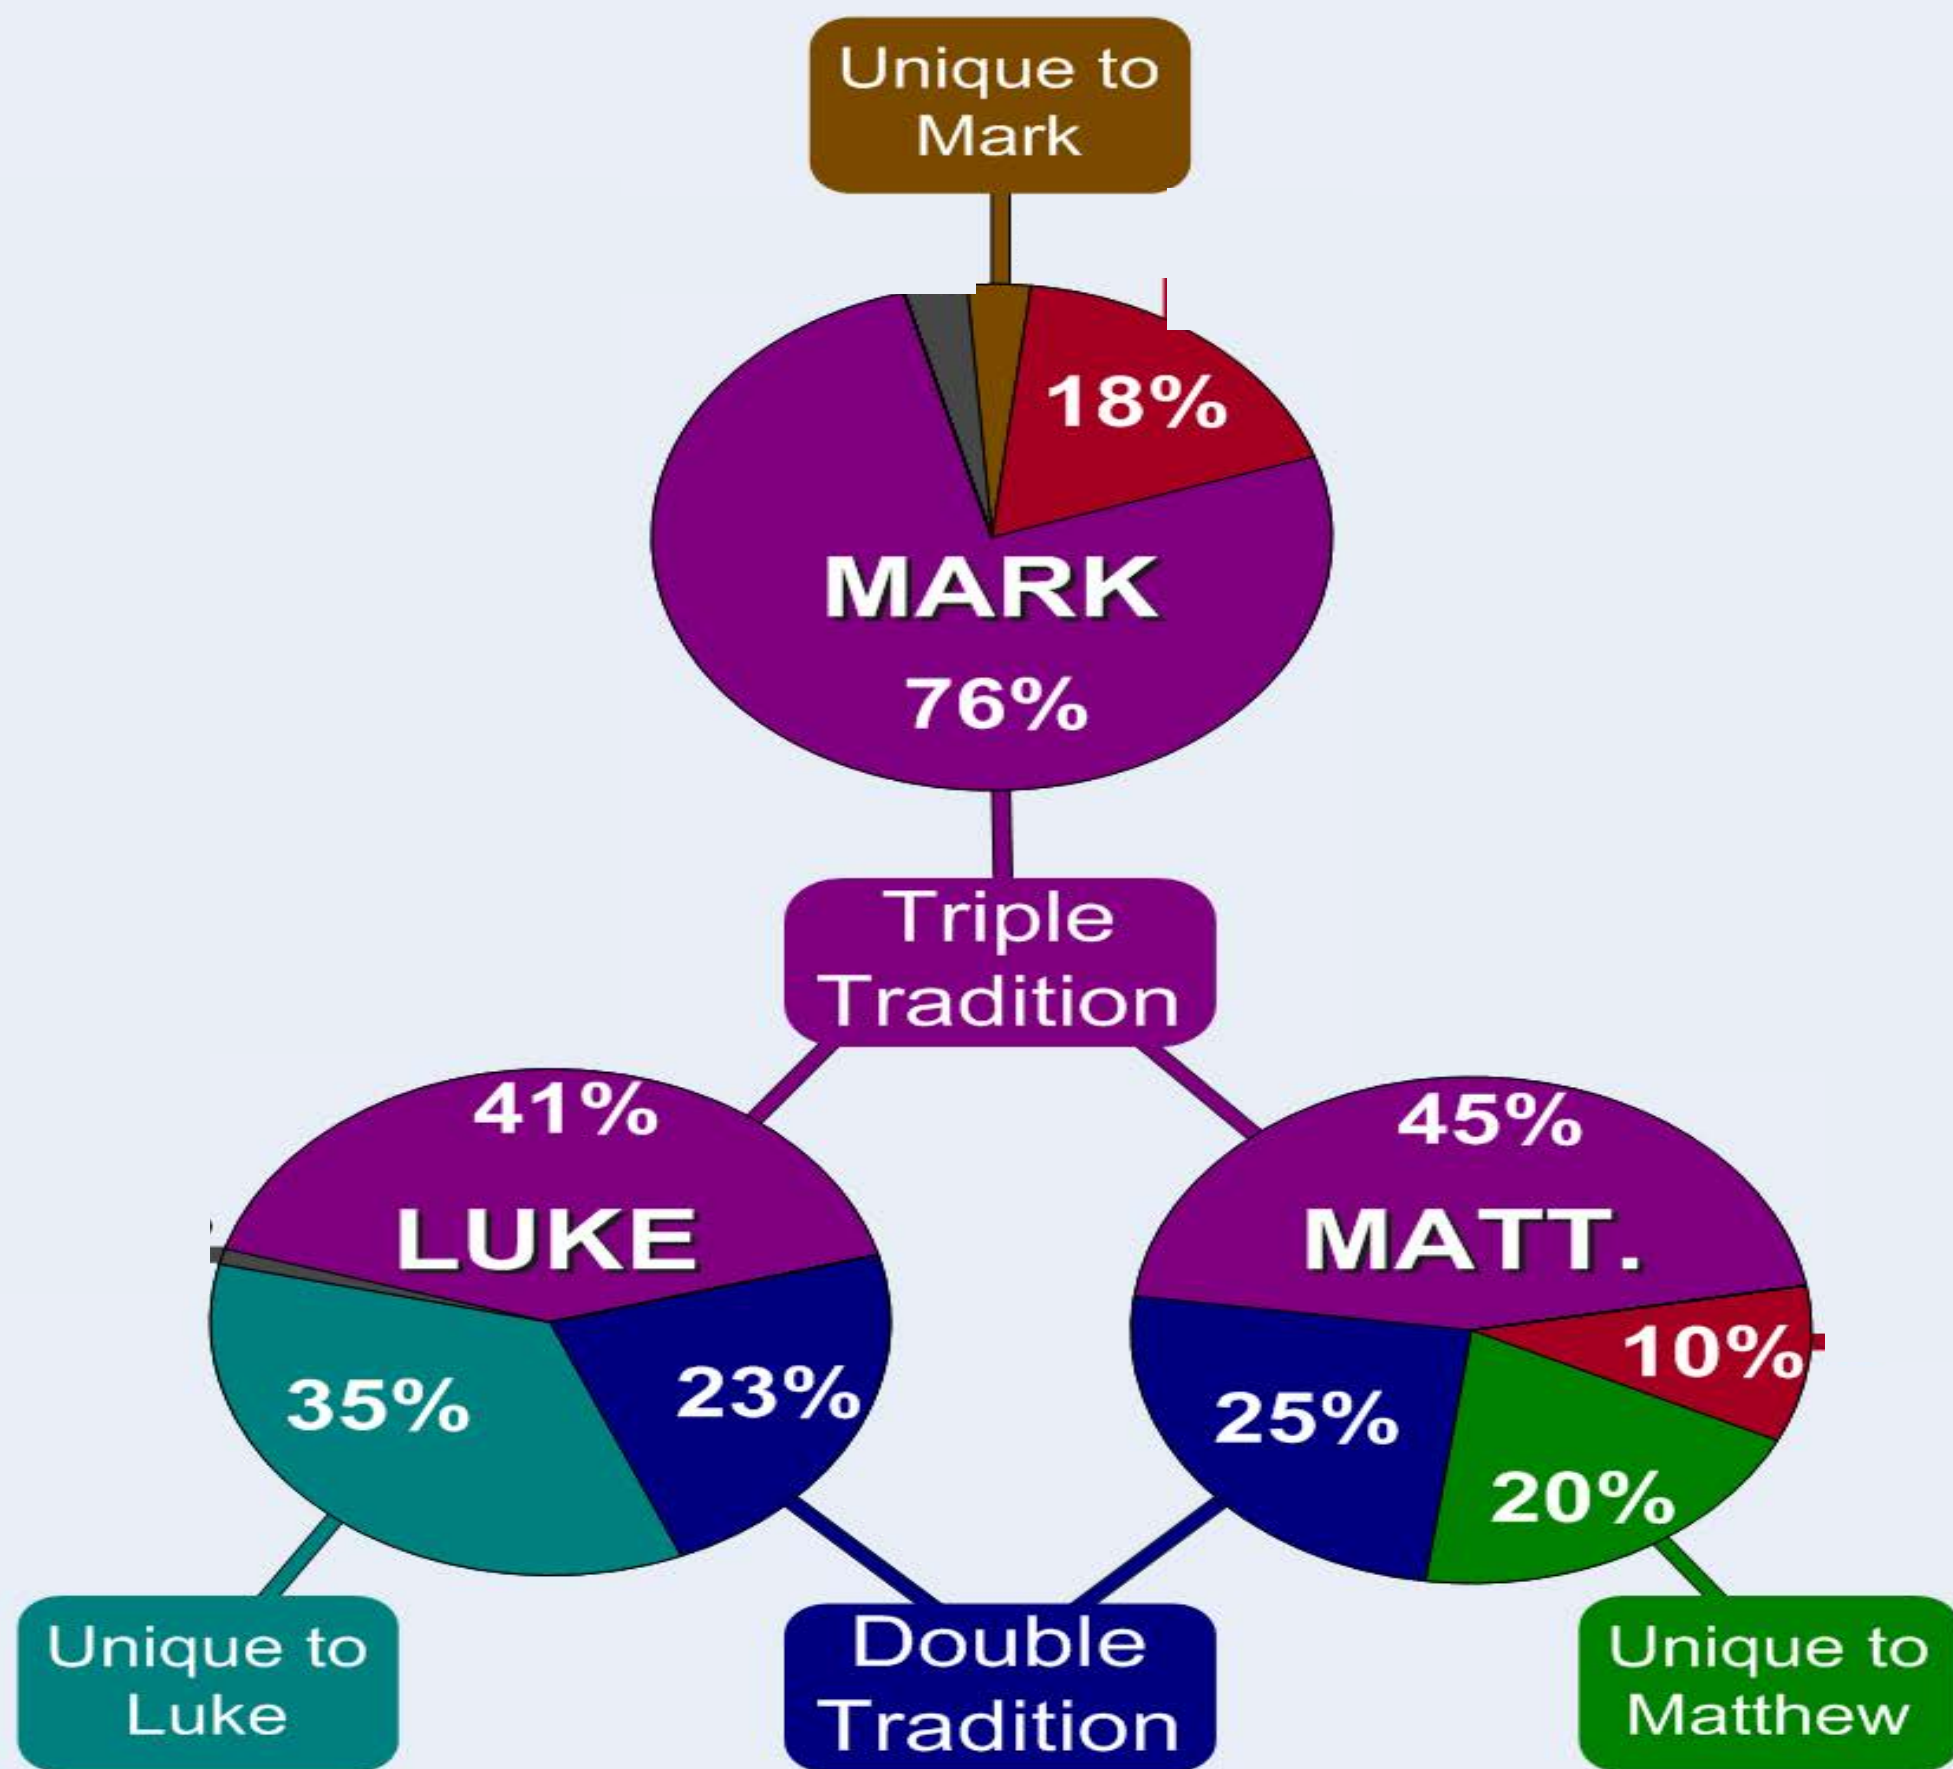 Unique to
Mark
18%
MARK
76%
Triple
Tradition
41%
LUKE
35%
23%
45%
MATT.
10%
25%
20%
Unique to
Luke
Double
Tradition
Unique to
Matthew